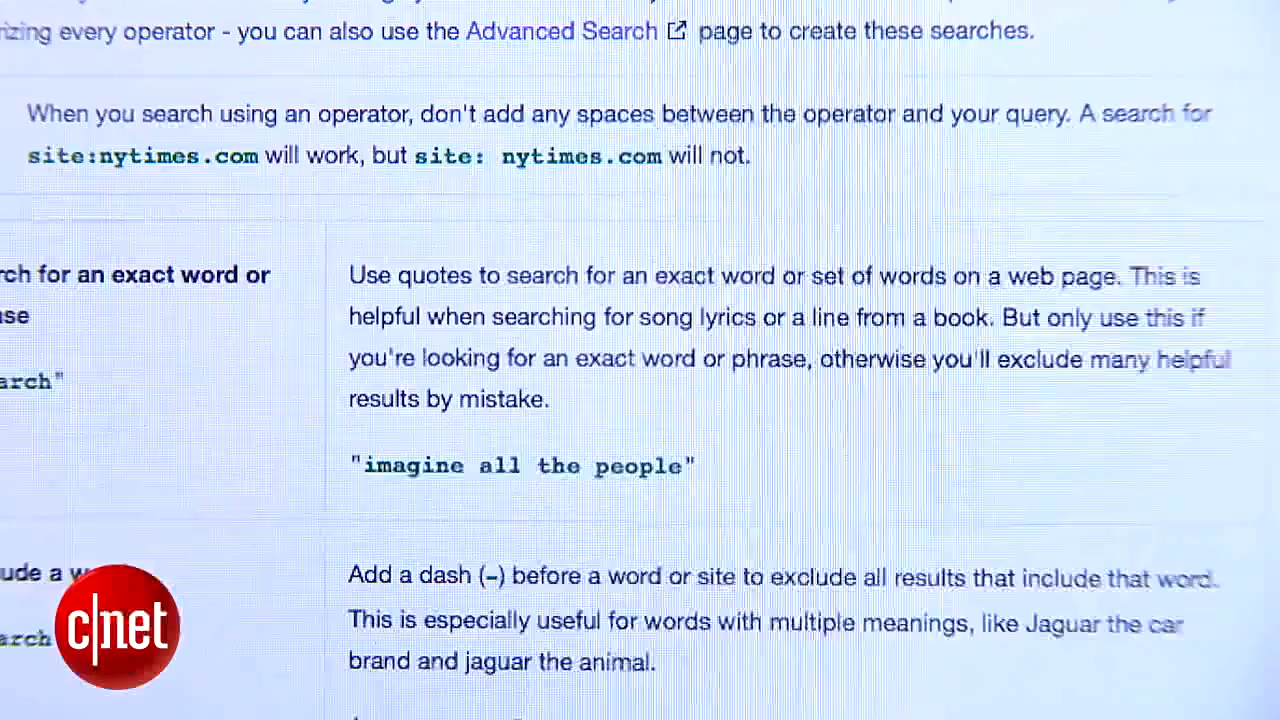 izing every operator - you can also use the Advanced Search page to create these searches.
When you search using an operator, don't add any spaces between the operator and your query. A search for
site:nytimes.com will work, but site: nytimes.com will not.
rch for an exact word or
ase
arch"
Use quotes to search for an exact word or set of words on a web page. This is
helpful when searching for song lyrics or a line from a book. But only use this if
you're looking for an exact word or phrase, otherwise you'll exclude many helpful
results by mistake.
"imagine all the people"
ude a w
arch
Add a dash (-) before a word or site to exclude all results that include that word.
This is especially useful for words with multiple meanings, like Jaguar the car
brand and jaguar the animal.
c|net